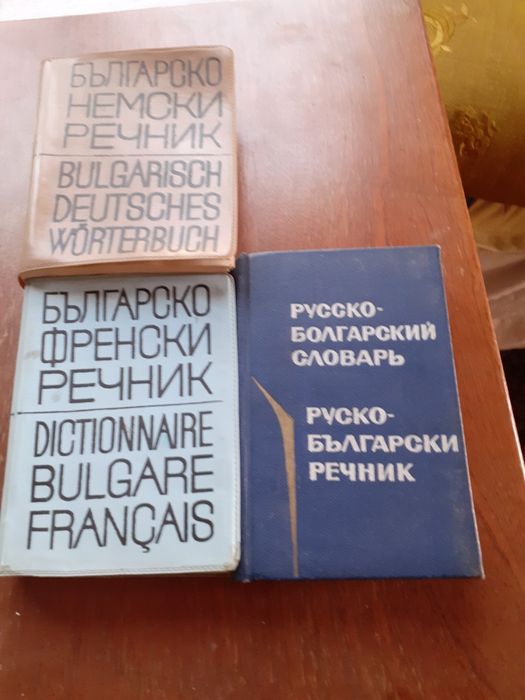 БЪЛГАРСКО
НЕМСКИ
РЕЧНИК
BULGARISCH
DEUTSCHES
WÖRTERBUCH
БЪЛГАРСКО
ФРЕНСКИ
РЕЧНИК
DICTIONNAIRE
BULGARE
FRANÇAIS
РУССКО-
БОЛГАРСКИЙ
СЛОВАРЬ
РУСКО-
БЪЛГАРСКИ
РЕЧНИК